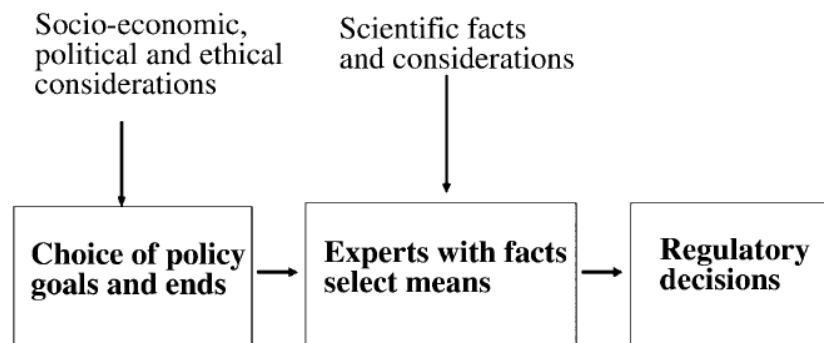 Socio-economic,
political and ethical
considerations
Scientific facts
and considerations
Choice of policy
goals and ends
Experts with facts
select means
Regulatory
decisions